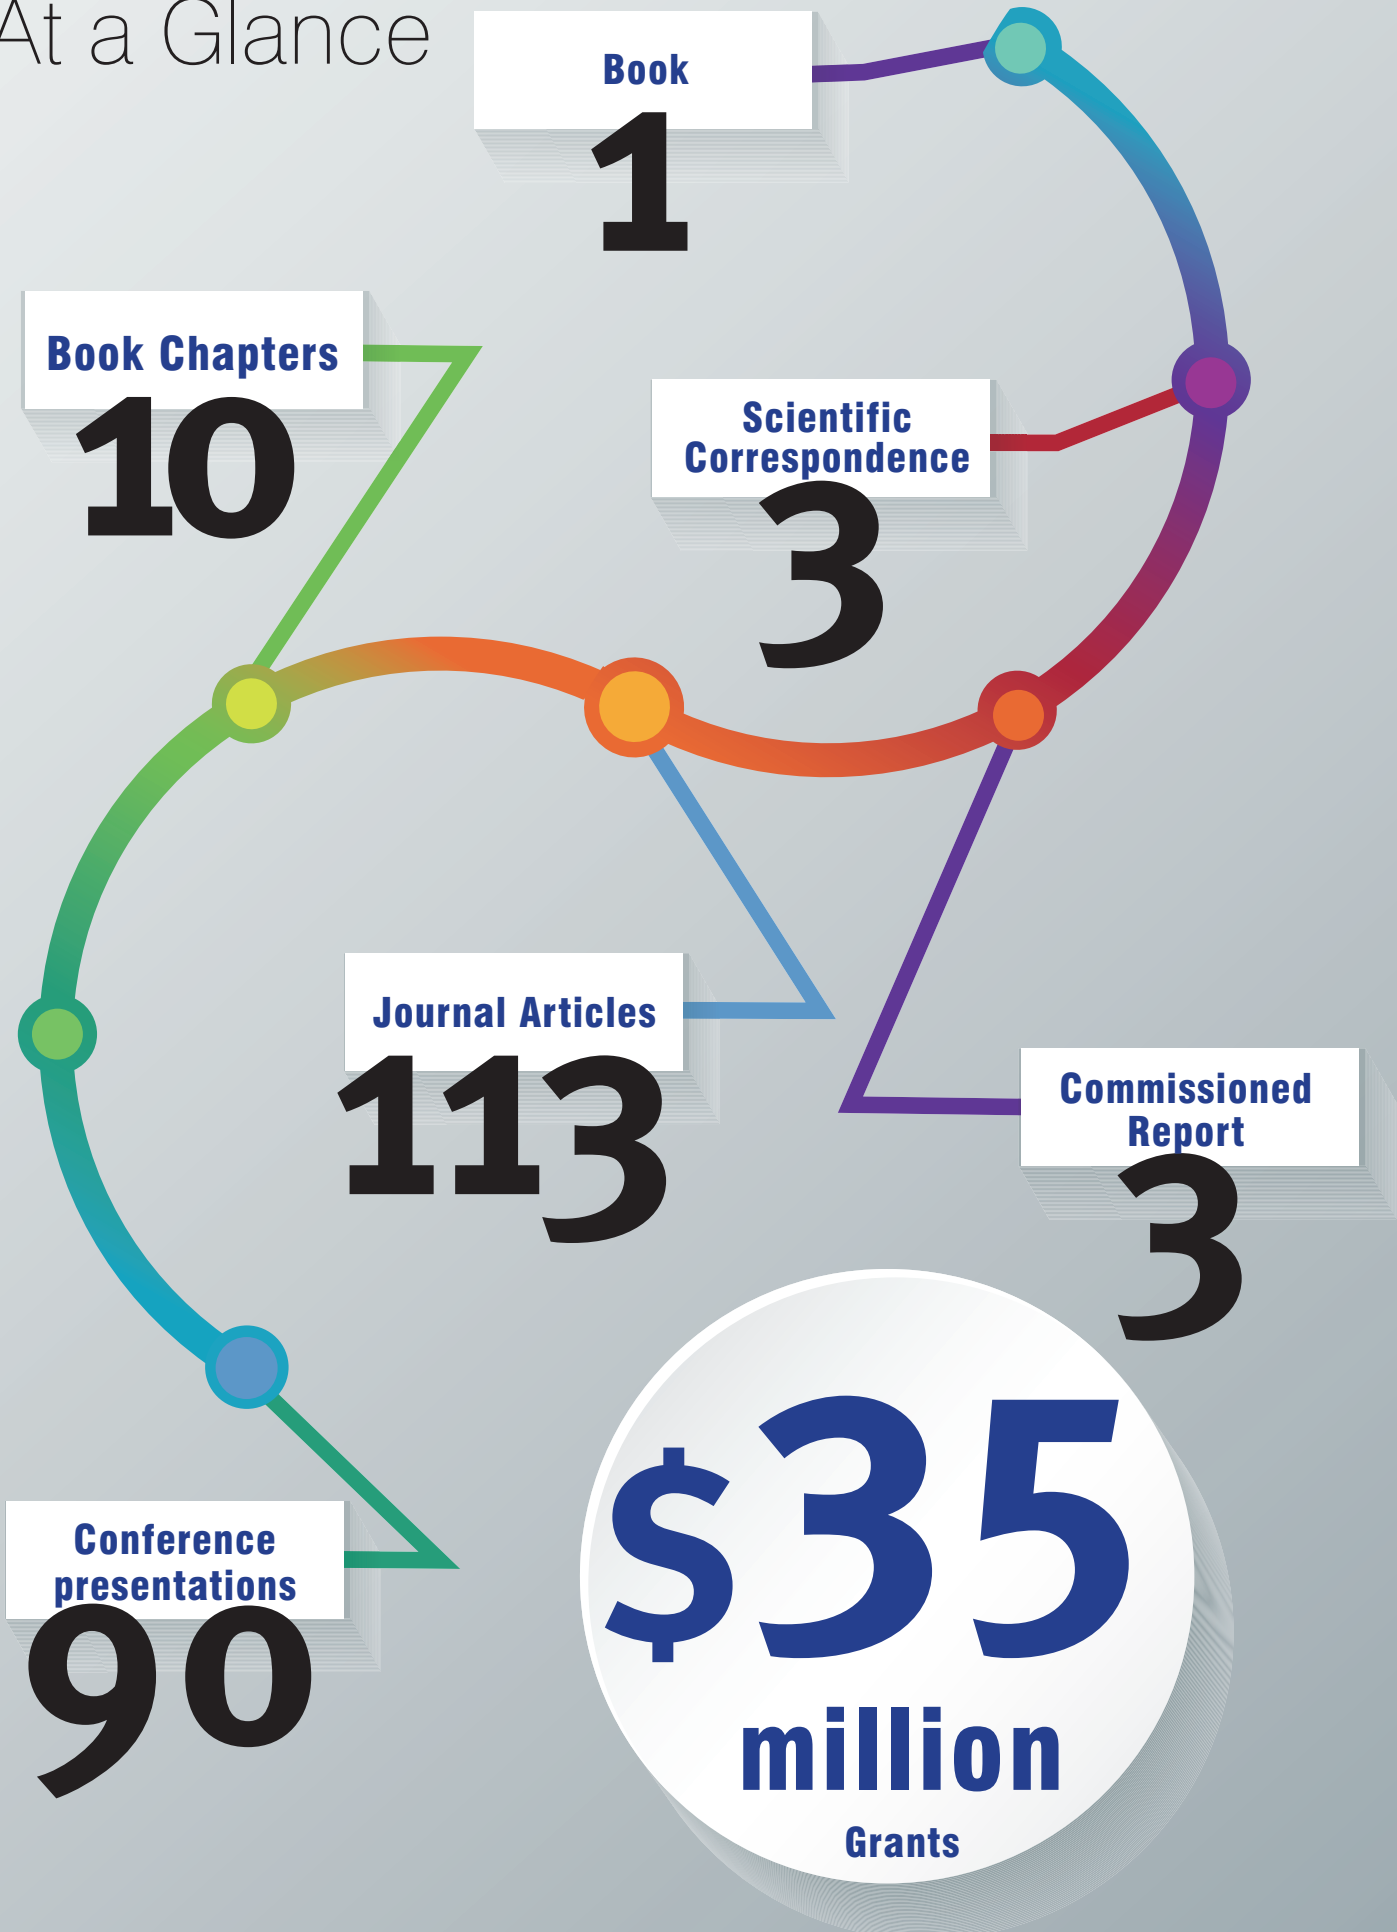 At a Glance
Book
1
Book Chapters
10
Scientific
Correspondence
3
Journal Articles
113
Commissioned
Report
3
Conference
presentations
90
$35
million
Grants